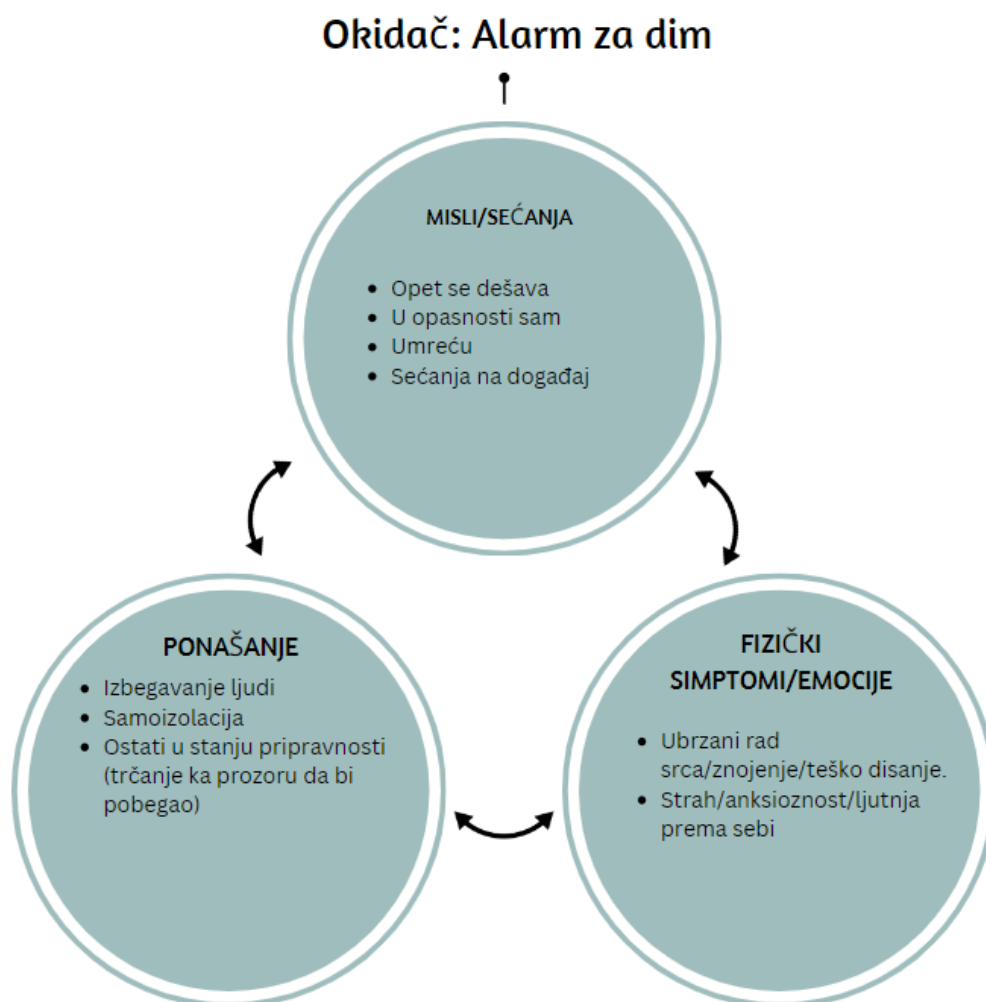 Okidač: Alarm za dim
MISLI/SEĆANJA
• Opet se dešava
• U opasnosti sam
• Umreću
• Sećanja na događaj
PONAŠANJE
• Izbegavanje ljudi
• Samoizolacija
• Ostati u stanju pripravnosti
(trčanje ka prozoru da bi
pobegao)
FIZIČKI
SIMPTOMI/EMOCIJE
• Ubrzani rad
srca/znojenje/teško disanje.
• Strah/anksioznost/ljutnja
prema sebi